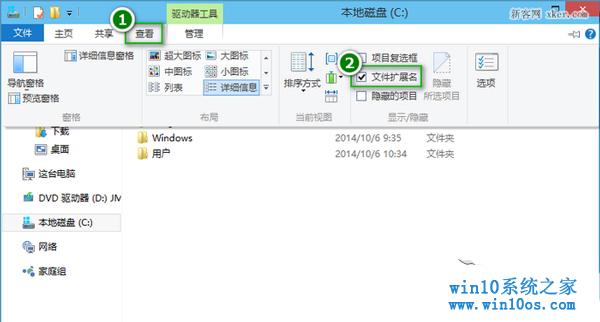 驱动器工具
本地磁盘 (C:)
新客网 xker.com
1
文件 主页 共享 查看 管理
导航窗格
预览窗格
详细信息窗格
窗格
超大图标 大图标
中图标 小图标
列表 详细信息
布局
排序方式
当前视图
2
项目复选框
文件扩展名
隐藏的项目
隐藏
所选项目
显示/隐藏
选项
下载
桌面
这台电脑
DVD 驱动器 (D:) JM
本地磁盘 (C:)
网络
家庭组
Windows 2014/10/6 9:35 文件夹
用户 2014/10/6 10:34 文件夹
win10系统之家
www.win10os.com